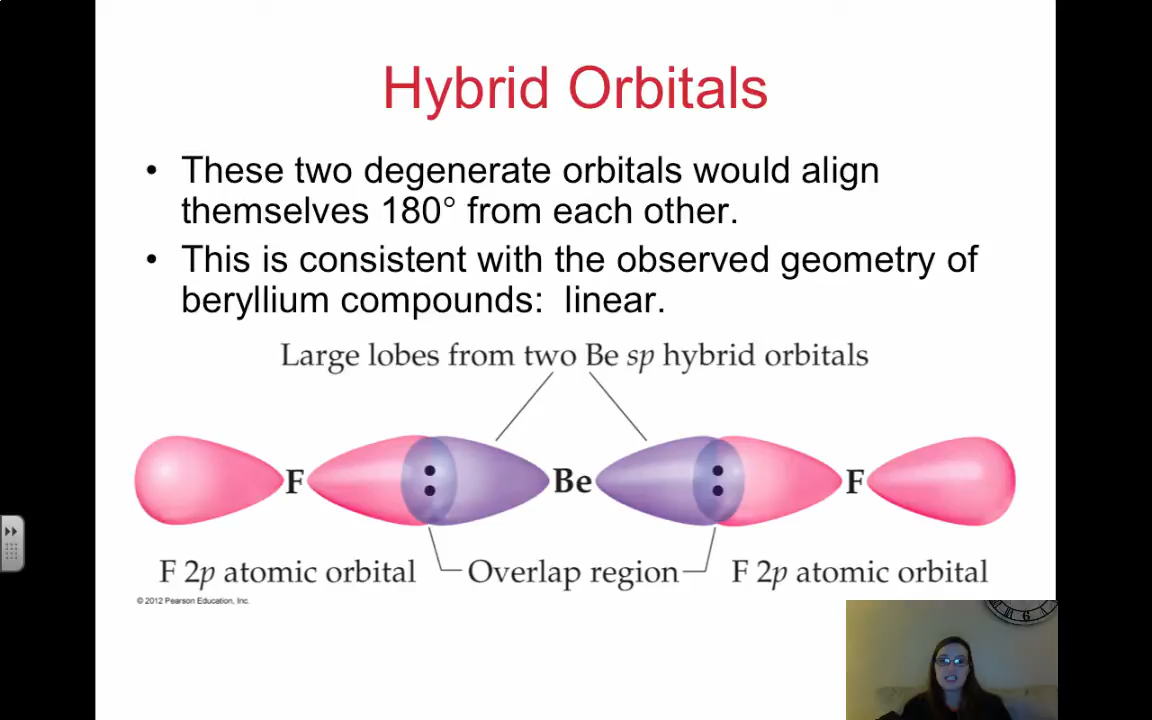 Hybrid Orbitals
• These two degenerate orbitals would align
themselves 180° from each other.
• This is consistent with the observed geometry of
beryllium compounds:  linear.
Large lobes from two Be sp hybrid orbitals
F Be F
F 2p atomic orbital Overlap region F 2p atomic orbital
© 2012 Pearson Education, Inc.
6